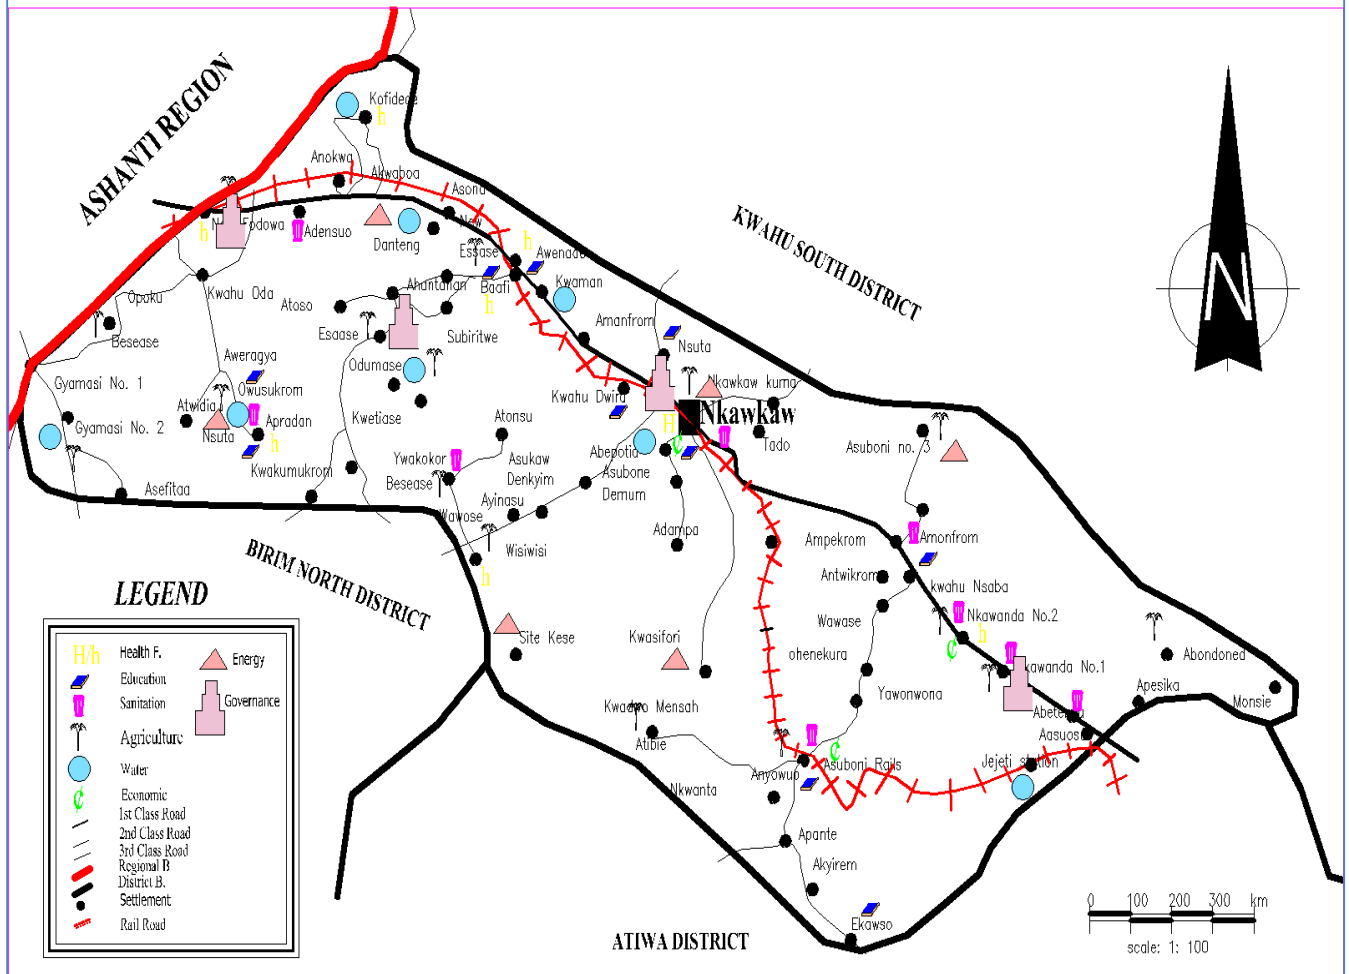 ASHANTI REGION
KWAHU SOUTH DISTRICT
BIRIM NORTH DISTRICT
ATIWA DISTRICT
N
Kofidede
h
Anokwa
Akwaboa
Asona
Fodowa
h
Adensuo
New
Danteng
Essase
h
Awenade
Kwahu Oda
Opoku
Besease
Atoso
Ahuntanan
Baafi
h
Kwaman
Esaase
Subiritwe
Amanfrom
Nsuta
Gyamasi No. 1
Aweragya
Owusukrom
Odumase
Kwahu Dwira
Nkwakaw kuma
Gyamasi No. 2
Atwidia
Nsuta
Apradan
h
Kwetiase
Atonsu
H
Nkawkaw
Tado
Asuboni no. 3
Kwakumukrom
Ywakokor
Besease
Asukaw
Denkyim
Abepotia
Asubone
Demum
¢
Asefitaa
Ayinasu
Wawose
Wisiwisi
h
Adampa
Ampekrom
Amonfrom
Antwikrom
kwahu Nsaba
Wawase
Nkawanda No.2
h
¢
Site Kese
Kwasifori
ohenekura
kawanda No.1
Abondoned
Yawonwona
Apesika
Monsie
Mensah
Atibie
Aasuosa
Anyowuo
¢
Asuboni Rails
Jejeti station
Nkwanta
Apante
Akyirem
Ekawso
LEGEND
H/h Health F.
Energy
Education
Sanitation
Governance
Agriculture
Water
¢ Economic
1st Class Road
2nd Class Road
3rd Class Road
Regional B
District B.
Settlement
Rail Road
0 100 200 300 km
scale: 1: 100